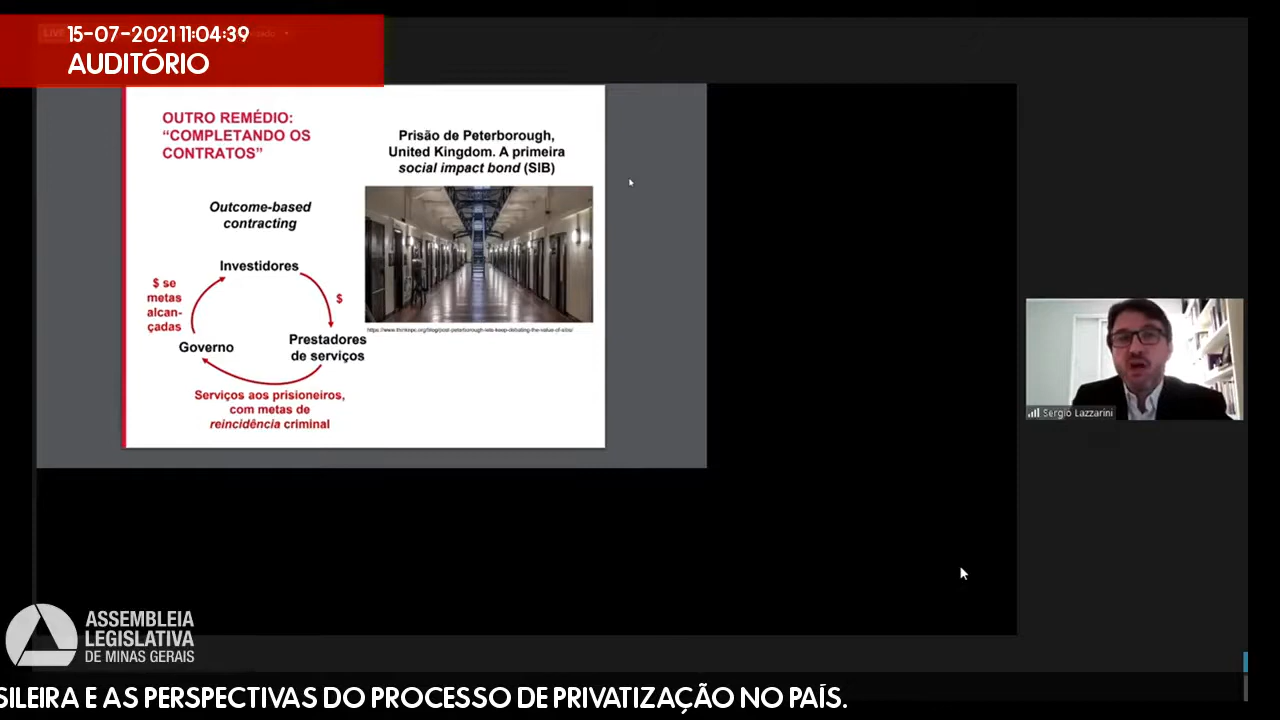 LIVE
15-07-2021 11:04:39
AUDITÓRIO
OUTRO REMÉDIO:
“COMPLETANDO OS
CONTRATOS”
Outcome-based
contracting
Investidores
$ se
metas
alcan-
çadas
$
Governo
Prestadores
de serviços
Serviços aos prisioneiros,
com metas de
reincidência criminal
Prisão de Peterborough,
United Kingdom. A primeira
social impact bond (SIB)
Sergio Lazzarini
ASSEMBLEIA
LEGISLATIVA
DE MINAS GERAIS
SILEIRA E AS PERSPECTIVAS DO PROCESSO DE PRIVATIZAÇÃO NO PAÍS.